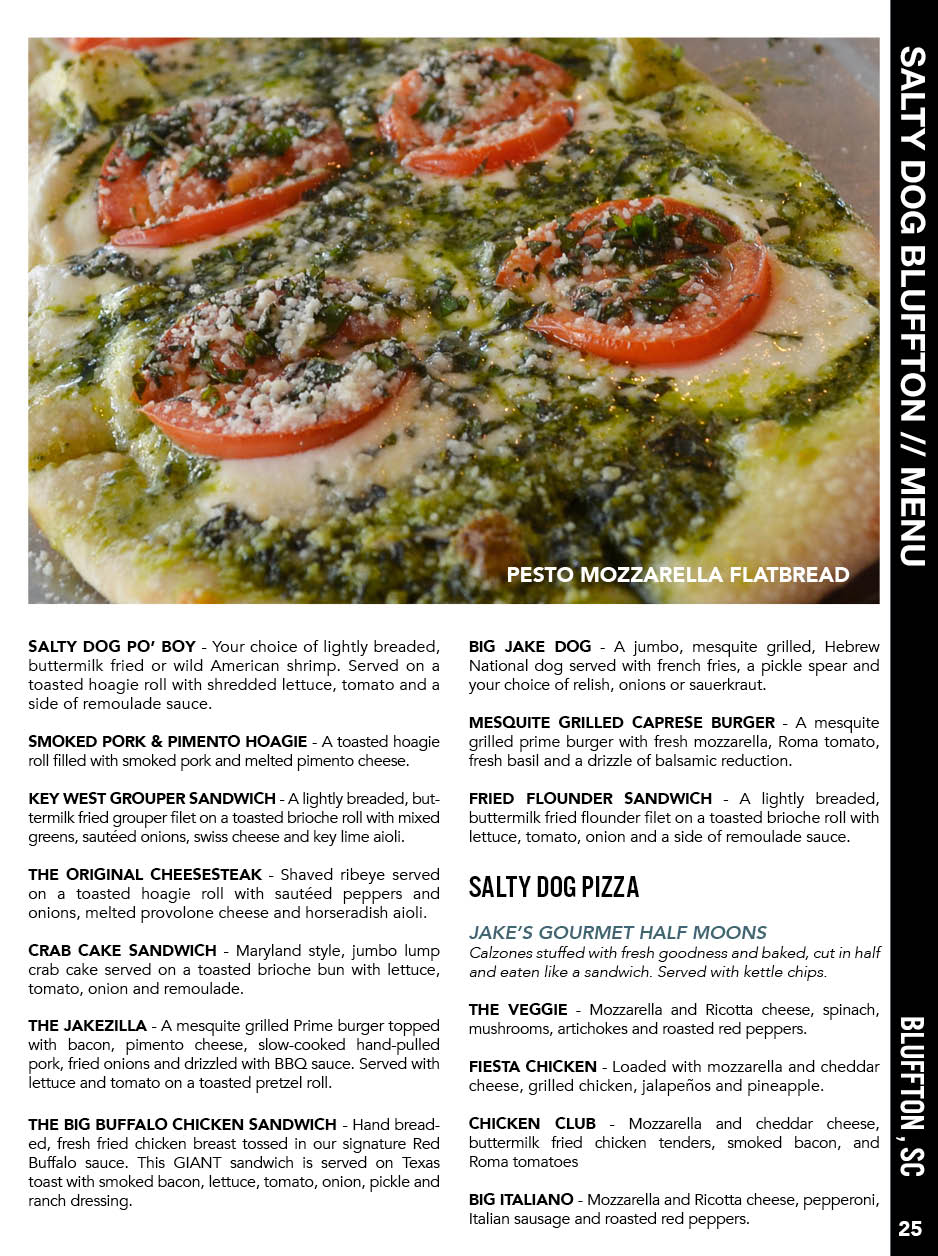 PESTO MOZZARELLA FLATBREAD
SALTY DOG PO’ BOY - Your choice of lightly breaded,
buttermilk fried or wild American shrimp. Served on a
toasted hoagie roll with shredded lettuce, tomato and a
side of remoulade sauce.
SMOKED PORK & PIMENTO HOAGIE - A toasted hoagie
roll filled with smoked pork and melted pimento cheese.
KEY WEST GROUPER SANDWICH - A lightly breaded, but-
termilk fried grouper filet on a toasted brioche roll with mixed
greens, sautéed onions, swiss cheese and key lime aioli.
THE ORIGINAL CHEESESTEAK - Shaved ribeye served
on a toasted hoagie roll with sautéed peppers and
onions, melted provolone cheese and horseradish aioli.
CRAB CAKE SANDWICH - Maryland style, jumbo lump
crab cake served on a toasted brioche bun with lettuce,
tomato, onion and remoulade.
THE JAKEZILLA - A mesquite grilled Prime burger topped
with bacon, pimento cheese, slow-cooked hand-pulled
pork, fried onions and drizzled with BBQ sauce. Served with
lettuce and tomato on a toasted pretzel roll.
THE BIG BUFFALO CHICKEN SANDWICH - Hand bread-
ed, fresh fried chicken breast tossed in our signature Red
Buffalo sauce. This GIANT sandwich is served on Texas
toast with smoked bacon, lettuce, tomato, onion, pickle and
ranch dressing.
BIG JAKE DOG - A jumbo, mesquite grilled, Hebrew
National dog served with french fries, a pickle spear and
your choice of relish, onions or sauerkraut.
MESQUITE GRILLED CAPRESE BURGER - A mesquite
grilled prime burger with fresh mozzarella, Roma tomato,
fresh basil and a drizzle of balsamic reduction.
FRIED FLOUNDER SANDWICH - A lightly breaded,
buttermilk fried flounder filet on a toasted brioche roll with
lettuce, tomato, onion and a side of remoulade sauce.
SALTY DOG PIZZA
JAKE’S GOURMET HALF MOONS
Calzones stuffed with fresh goodness and baked, cut in half
and eaten like a sandwich. Served with kettle chips.
THE VEGGIE - Mozzarella and Ricotta cheese, spinach,
mushrooms, artichokes and roasted red peppers.
FIESTA CHICKEN - Loaded with mozzarella and cheddar
cheese, grilled chicken, jalapeños and pineapple.
CHICKEN CLUB - Mozzarella and cheddar cheese,
buttermilk fried chicken tenders, smoked bacon, and
Roma tomatoes
BIG ITALIANO - Mozzarella and Ricotta cheese, pepperoni,
Italian sausage and roasted red peppers.
SALTY DOG BLUFFTON // MENU
BLUFFTON , SC
25